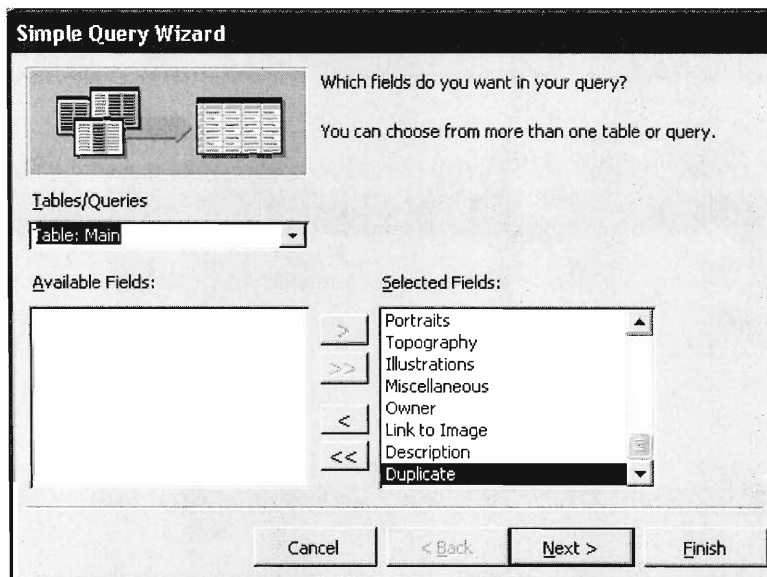 Simple Query Wizard
Which fields do you want in your query?
You can choose from more than one table or query.
Tables/Queries
Table: Main
Available Fields:
Selected Fields:
>
>>
<
<<
Portraits
Topography
Illustrations
Miscellaneous
Owner
Link to Image
Description
Duplicate
Cancel
< Back
Next >
Finish